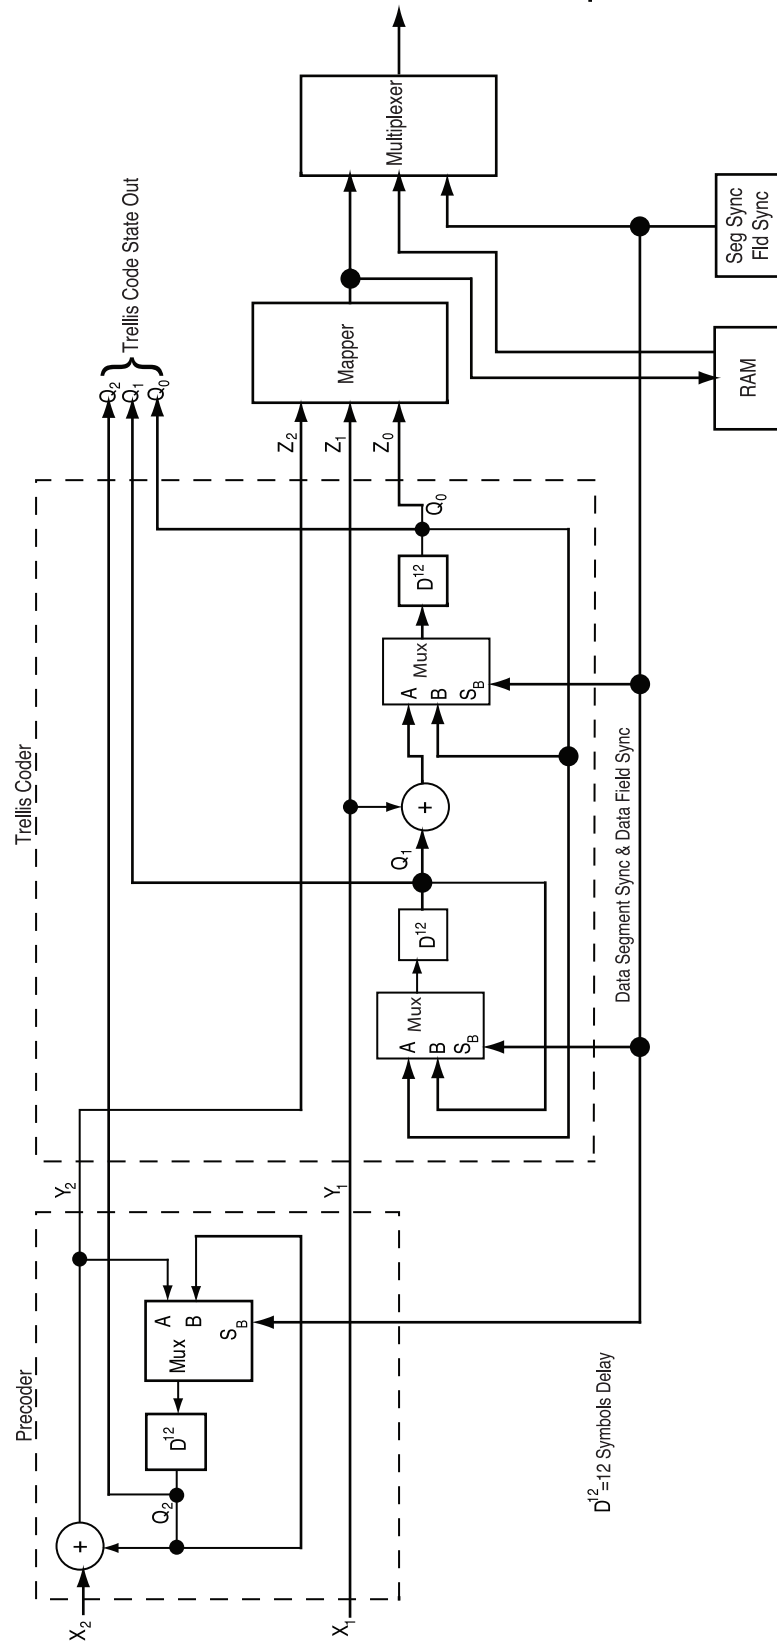 Precoder
X2
X1
+
Q2
D12
Mux
A
B
SB
Y2
Y1
Trellis Coder
Mux
A
B
SB
D12
Q1
+
Mux
A
B
SB
D12
Q0
Z2
Z1
Z0
Q2
Q1
Q0
Trellis Code State Out
Mapper
Multiplexer
RAM
Seg Sync
Fld Sync
Data Segment Sync & Data Field Sync
D12=12 Symbols Delay